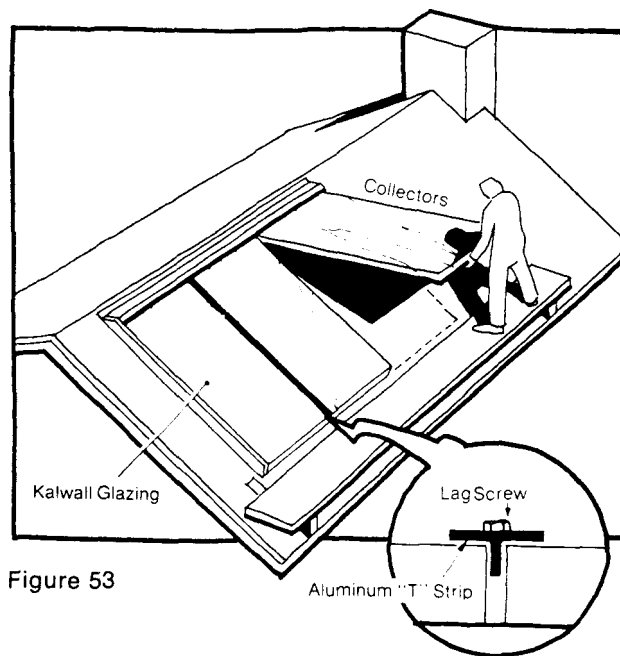 Collectors
Kalwall Glazing
Lag Screw
Aluminum "T" Strip
Figure 53